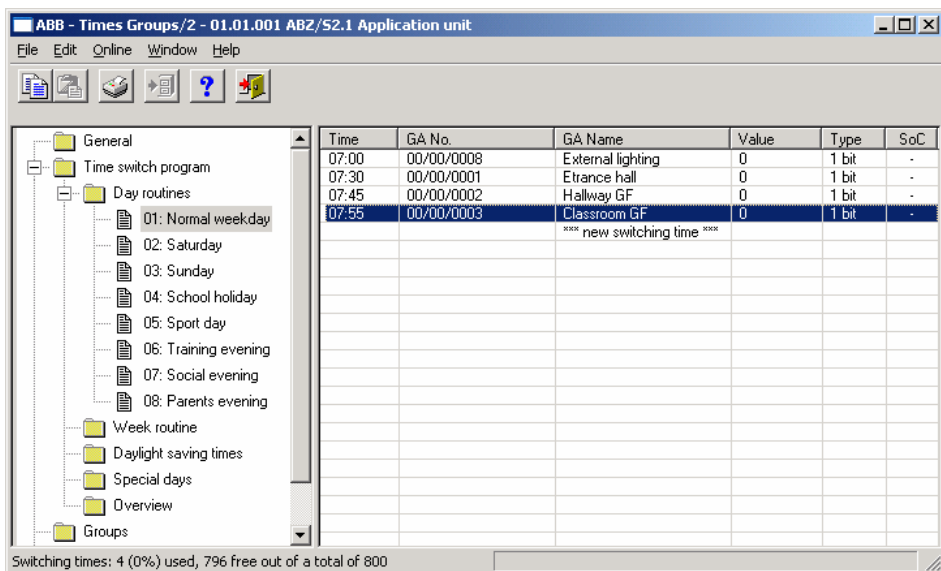 ABB - Times Groups/2 - 01.01.001 ABZ/S2.1 Application unit
File Edit Online Window Help
General
Time switch program
Day routines
01: Normal weekday
02: Saturday
03: Sunday
04: School holiday
05: Sport day
06: Training evening
07: Social evening
08: Parents evening
Week routine
Daylight saving times
Special days
Overview
Groups
Time GA No. GA Name Value Type SoC
07:00 00/00/0008 External lighting 0 1 bit -
07:30 00/00/0001 Etrance hall 0 1 bit -
07:45 00/00/0002 Hallway GF 0 1 bit -
07:55 00/00/0003 Classroom GF 0 1 bit -
*** new switching time ***
Switching times: 4 (0%) used, 796 free out of a total of 800